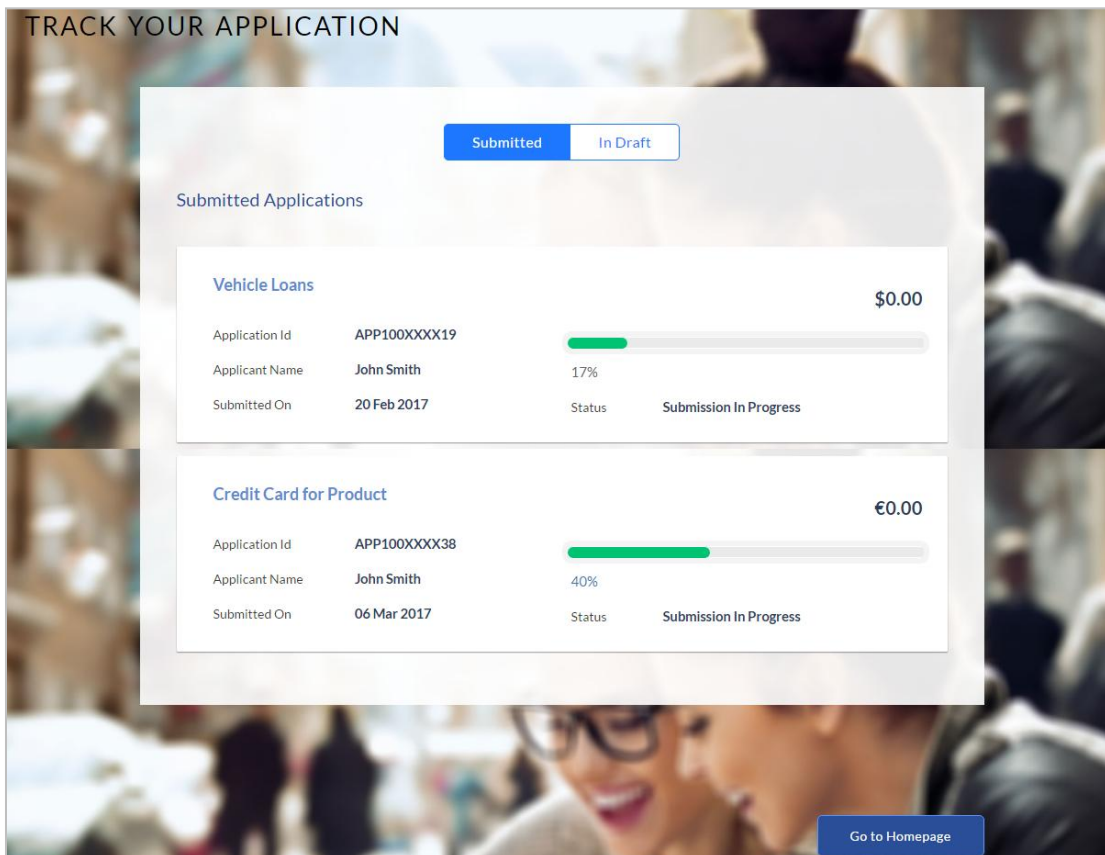 TRACK YOUR APPLICATION
Submitted In Draft
Submitted Applications
Vehicle Loans
$0.00
Application Id APP100XXXX19
Applicant Name John Smith
17%
Submitted On 20 Feb 2017
Status Submission In Progress
Credit Card for Product
€0.00
Application Id APP100XXXX38
Applicant Name John Smith
40%
Submitted On 06 Mar 2017
Status Submission In Progress
Go to Homepage